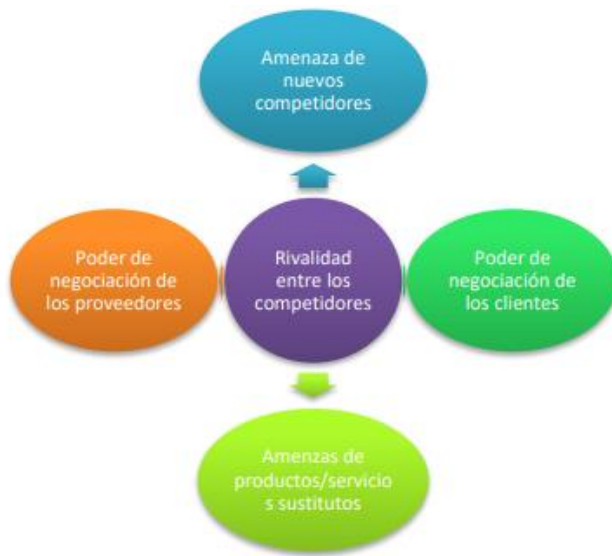 Amenaza de
nuevos
competidores
Poder de
negociación de
los proveedores
Rivalidad
entre los
competidores
Poder de
negociación de
los clientes
Amenzas de
productos/servicio
s sustitutos